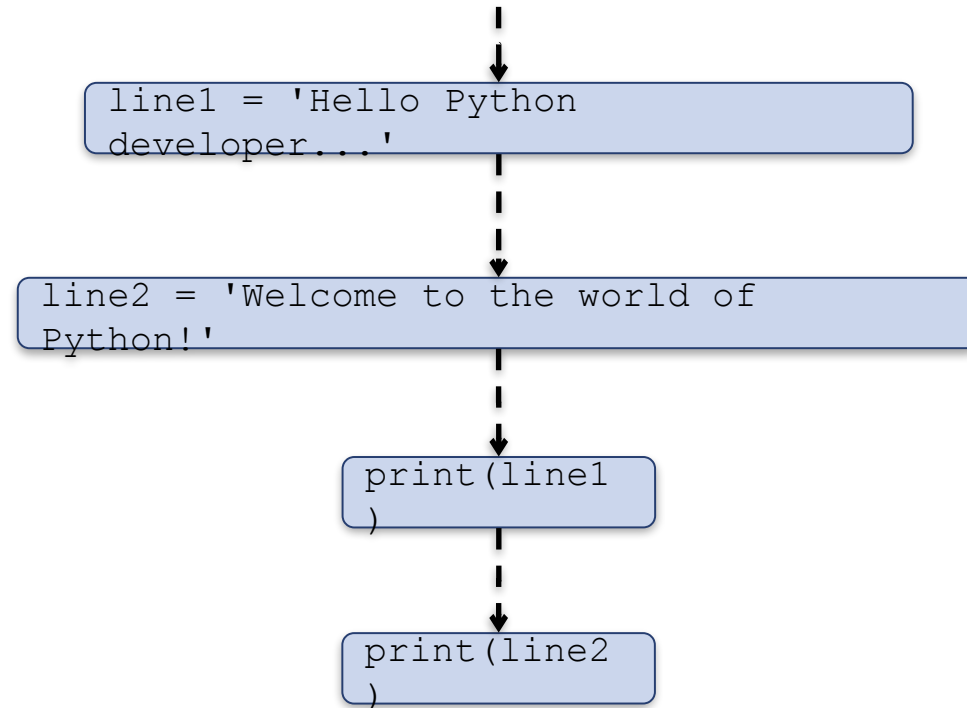 line1 = 'Hello Python
developer...'
line2 = 'Welcome to the world of
Python!'
print(line1
)
print(line2
)